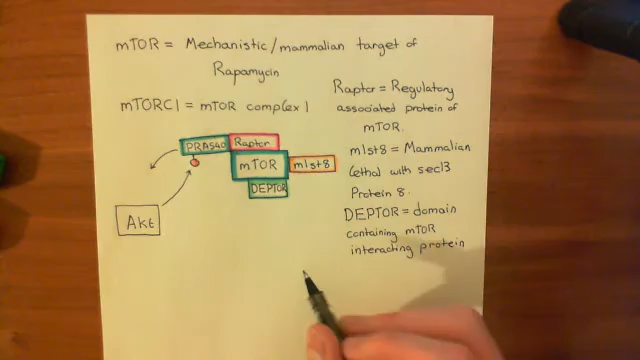 mTOR = Mechanistic/mammalian target of
Rapamycin
mTORC1 = mTOR complex 1
PRAS40
Raptor
mTOR
mlst8
DEPTOR
Akt
Raptor = Regulatory
associated protein of
mTOR.
mlst8 = Mammalian
lethal with sec13
Protein 8.
DEPTOR = domain
containing mTOR
interacting protein